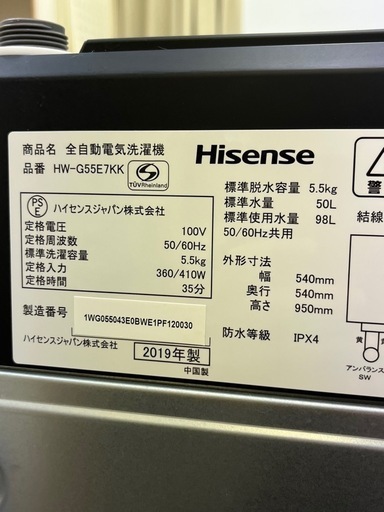 商品名 全自動電気洗濯機
品番 HW-G55E7KK
TÜVRheinland
Hisense
PS
E
ハイセンスジャパン株式会社
定格電圧 100V
定格周波数 50/60Hz
標準洗濯容量 5.5kg
定格入力 360/410W
定格時間 35分
標準脱水容量 5.5kg
標準水量 50L
標準使用水量 98L
50/60Hz共用
外形寸法:
幅 540mm
奥行 540mm
高さ 950mm
製造番号 1WG055043E0BWE1PF120030
防水等級 IPX4
ハイセンスジャパン株式会社 2019年製
中国製
警
結線
黄
アンバランス
SW